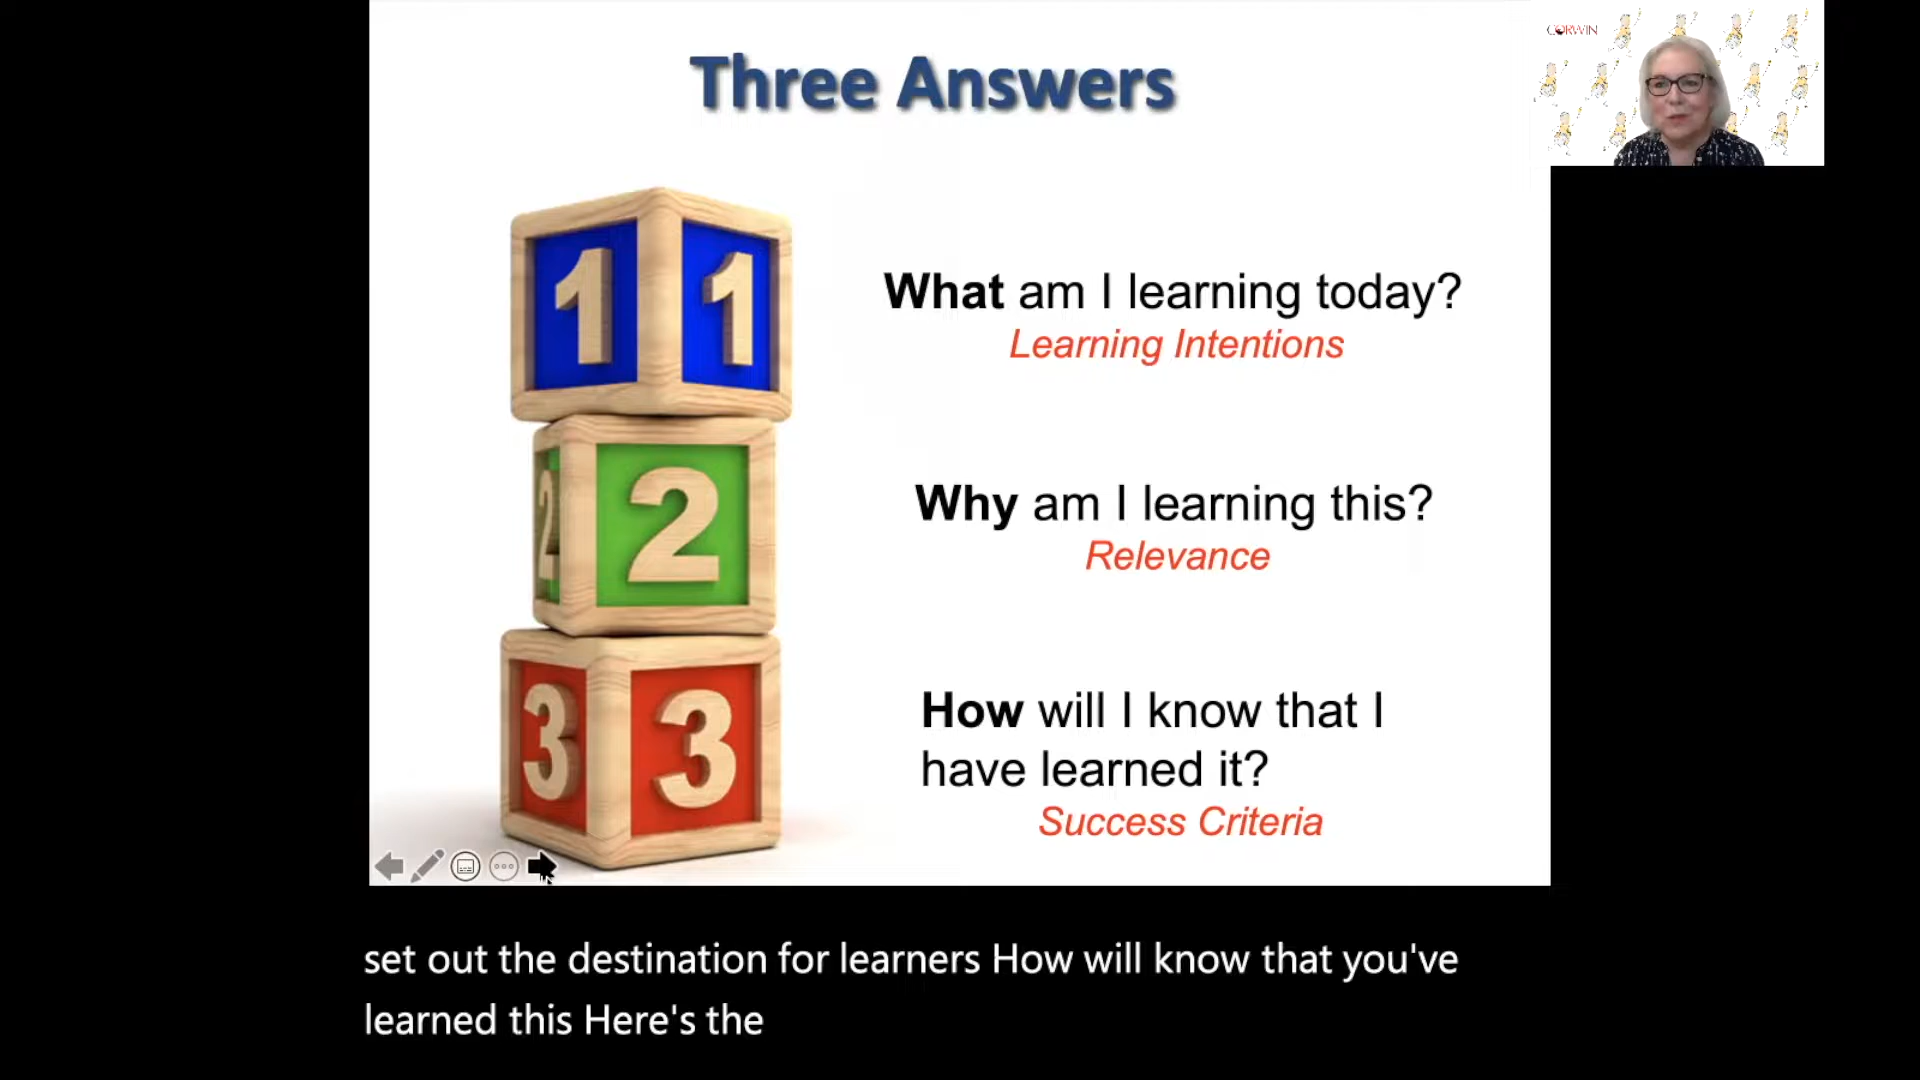 Three Answers
CORWIN
1 1
What am I learning today?
Learning Intentions
2 2
Why am I learning this?
Relevance
3 3
How will I know that I
have learned it?
Success Criteria
set out the destination for learners How will know that you've
learned this Here's the